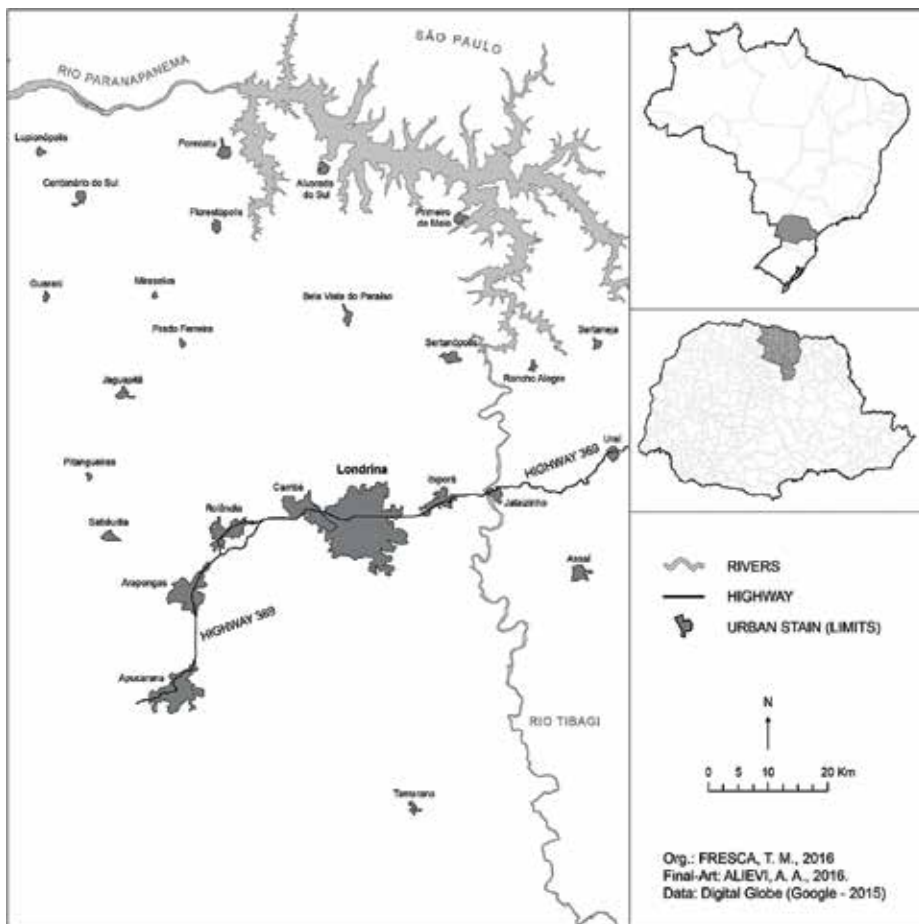 SÃO PAULO
RIO PARANAPANEMA
Lupionópolis
Porecatu
Centenário do Sul
Alvorada
do Sul
Florestópolis
Primeiro
de Maio
Guaraci
Miraselva
Bela Vista do Paraíso
Prado Ferreira
Sertanópolis
Sertaneja
Rancho Alegre
Jaguapitã
Uraí
HIGHWAY 369
Pitangueiras
Londrina
Cambé
Ibiporã
Jataizinho
Rolândia
Sabáudia
Assaí
Arapongas
HIGHWAY 369
Apucarana
RIO TIBAGI
Tamarana
RIVERS
HIGHWAY
URBAN STAIN (LIMITS)
N
0 5 10 20 Km
Org.: FRESCA, T. M., 2016
Final-Art: ALIEVI, A. A., 2016.
Data: Digital Globe (Google - 2015)